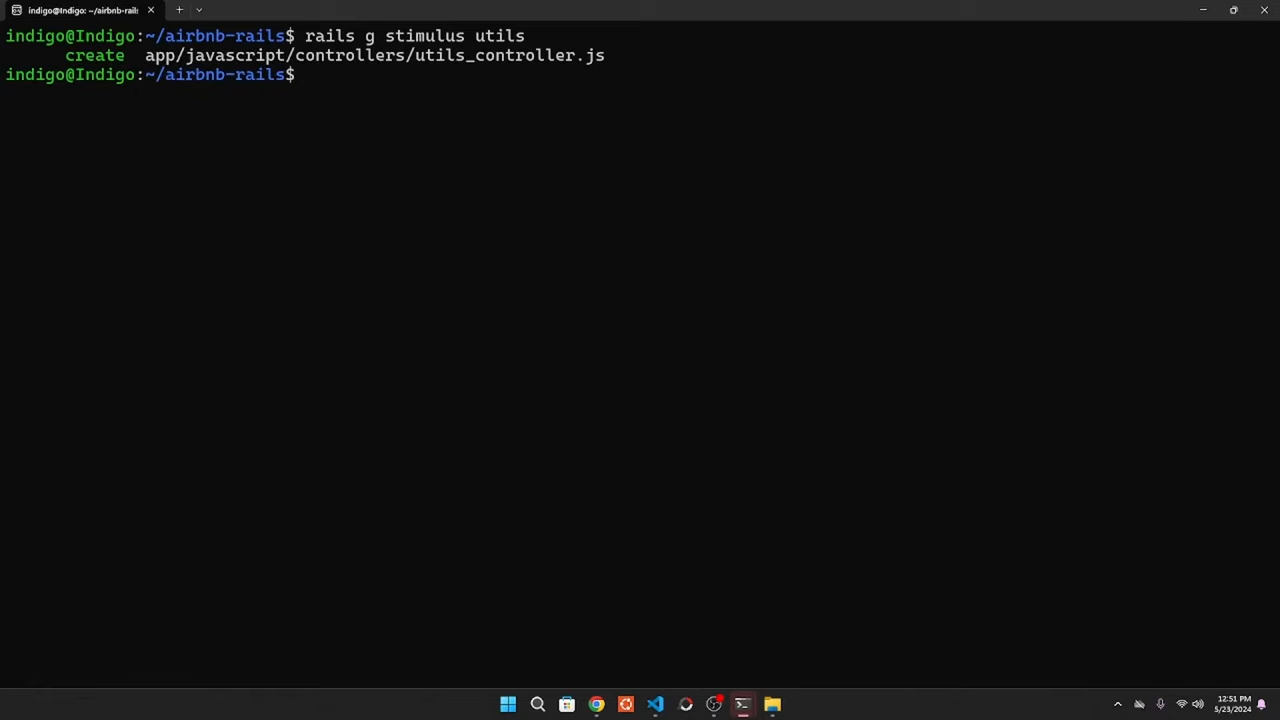 indigo@Indigo: ~/airbnb-rails
indigo@Indigo:~/airbnb-rails$ rails g stimulus utils
create app/javascript/controllers/utils_controller.js
indigo@Indigo:~/airbnb-rails$
12:51 PM
5/23/2024